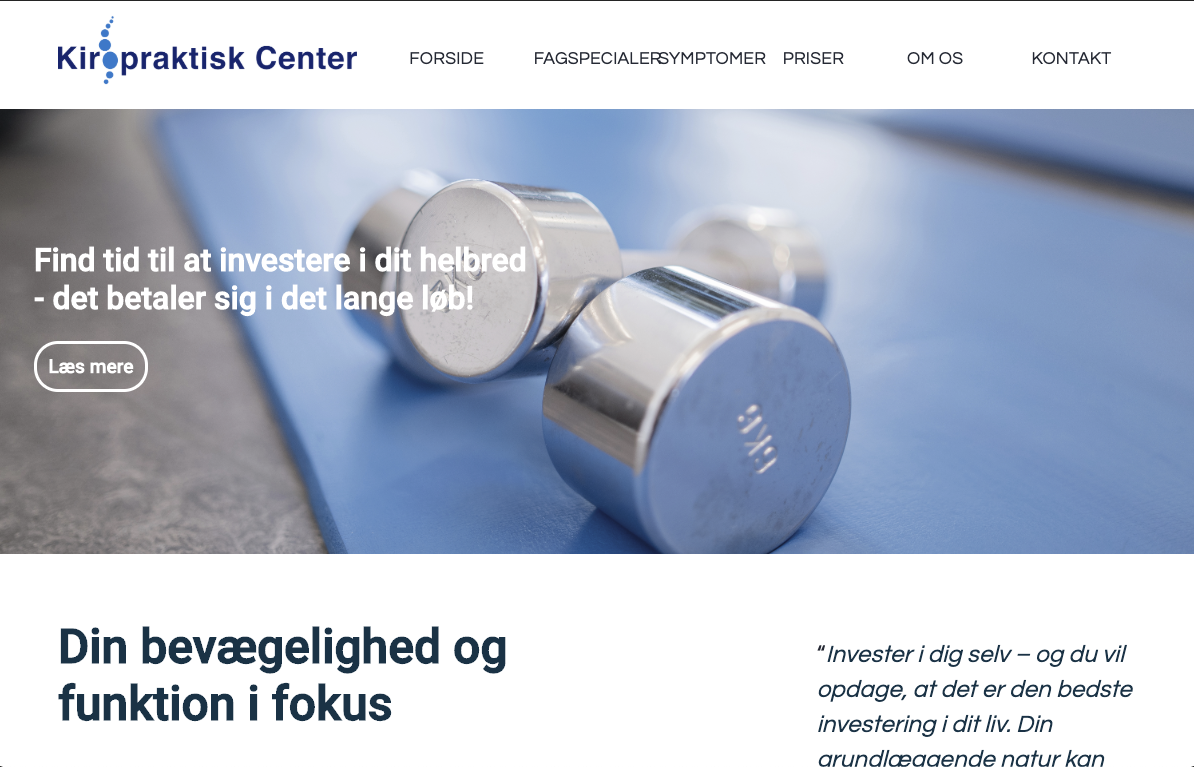 Kiropraktisk Center
FORSIDE FAGSPECIALER SYMPTOMER PRISER OM OS KONTAKT
Find tid til at investere i dit helbred
- det betaler sig i det lange løb!
Læs mere
6KG
Din bevægelighed og
funktion i fokus
“Invester i dig selv – og du vil
opdage, at det er den bedste
investering i dit liv. Din
grundlæggende natur kan